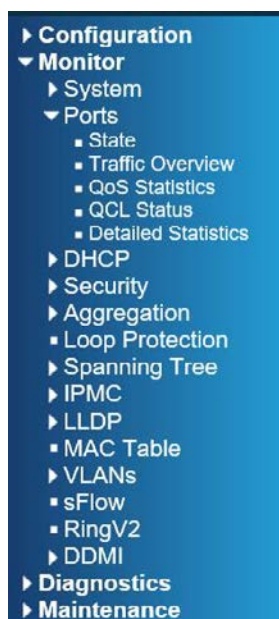 Configuration
Monitor
System
Ports
State
Traffic Overview
QoS Statistics
QCL Status
Detailed Statistics
DHCP
Security
Aggregation
Loop Protection
Spanning Tree
IPMC
LLDP
MAC Table
VLANs
sFlow
RingV2
DDMI
Diagnostics
Maintenance